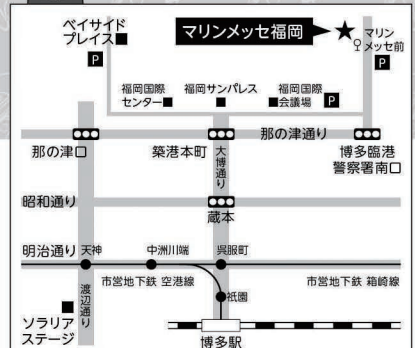 ベイサイド
プレイス
P
マリンメッセ福岡
マリン
メッセ前
P
福岡国際
センター
福岡サンパレス
福岡国際
会議場
P
那の津通り
那の津口
築港本町
大博通り
博多臨港
警察署南口
昭和通り
蔵本
明治通り
天神
中洲川端
呉服町
市営地下鉄 空港線
市営地下鉄 箱崎線
渡辺通り
祇園
ソラリア
ステージ
博多駅